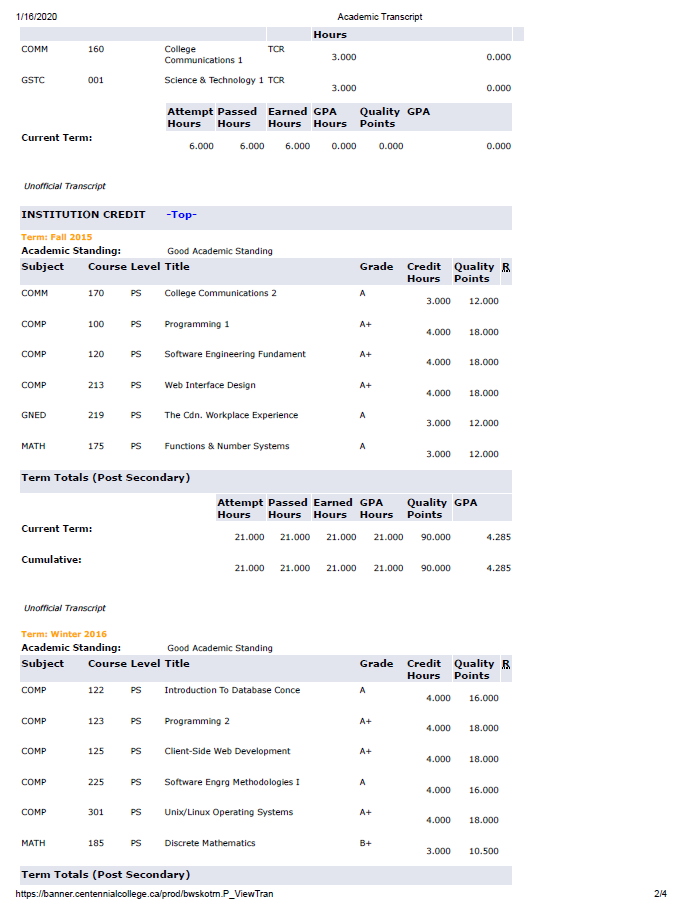 1/16/2020 Academic Transcript
Hours
COMM 160 College Communications 1 TCR 3.000 0.000
GSTC 001 Science & Technology 1 TCR 3.000 0.000
Attempt Hours Passed Hours Earned Hours GPA Hours Quality Points GPA
Current Term: 6.000 6.000 6.000 0.000 0.000 0.000
Unofficial Transcript
INSTITUTION CREDIT -Top-
Term: Fall 2015
Academic Standing: Good Academic Standing
Subject Course Level Title Grade Credit Hours Quality Points R
COMM 170 PS College Communications 2 A 3.000 12.000
COMP 100 PS Programming 1 A+ 4.000 18.000
COMP 120 PS Software Engineering Fundament A+ 4.000 18.000
COMP 213 PS Web Interface Design A+ 4.000 18.000
GNED 219 PS The Cdn. Workplace Experience A 3.000 12.000
MATH 175 PS Functions & Number Systems A 3.000 12.000
Term Totals (Post Secondary)
Attempt Hours Passed Hours Earned Hours GPA Hours Quality Points GPA
Current Term: 21.000 21.000 21.000 21.000 90.000 4.285
Cumulative: 21.000 21.000 21.000 21.000 90.000 4.285
Unofficial Transcript
Term: Winter 2016
Academic Standing: Good Academic Standing
Subject Course Level Title Grade Credit Hours Quality Points R
COMP 122 PS Introduction To Database Conce A 4.000 16.000
COMP 123 PS Programming 2 A+ 4.000 18.000
COMP 125 PS Client-Side Web Development A+ 4.000 18.000
COMP 225 PS Software Engrg Methodologies I A 4.000 16.000
COMP 301 PS Unix/Linux Operating Systems A+ 4.000 18.000
MATH 185 PS Discrete Mathematics B+ 3.000 10.500
Term Totals (Post Secondary)
https://banner.centennialcollege.ca/prod/bwskotrn.P_ViewTran 2/4